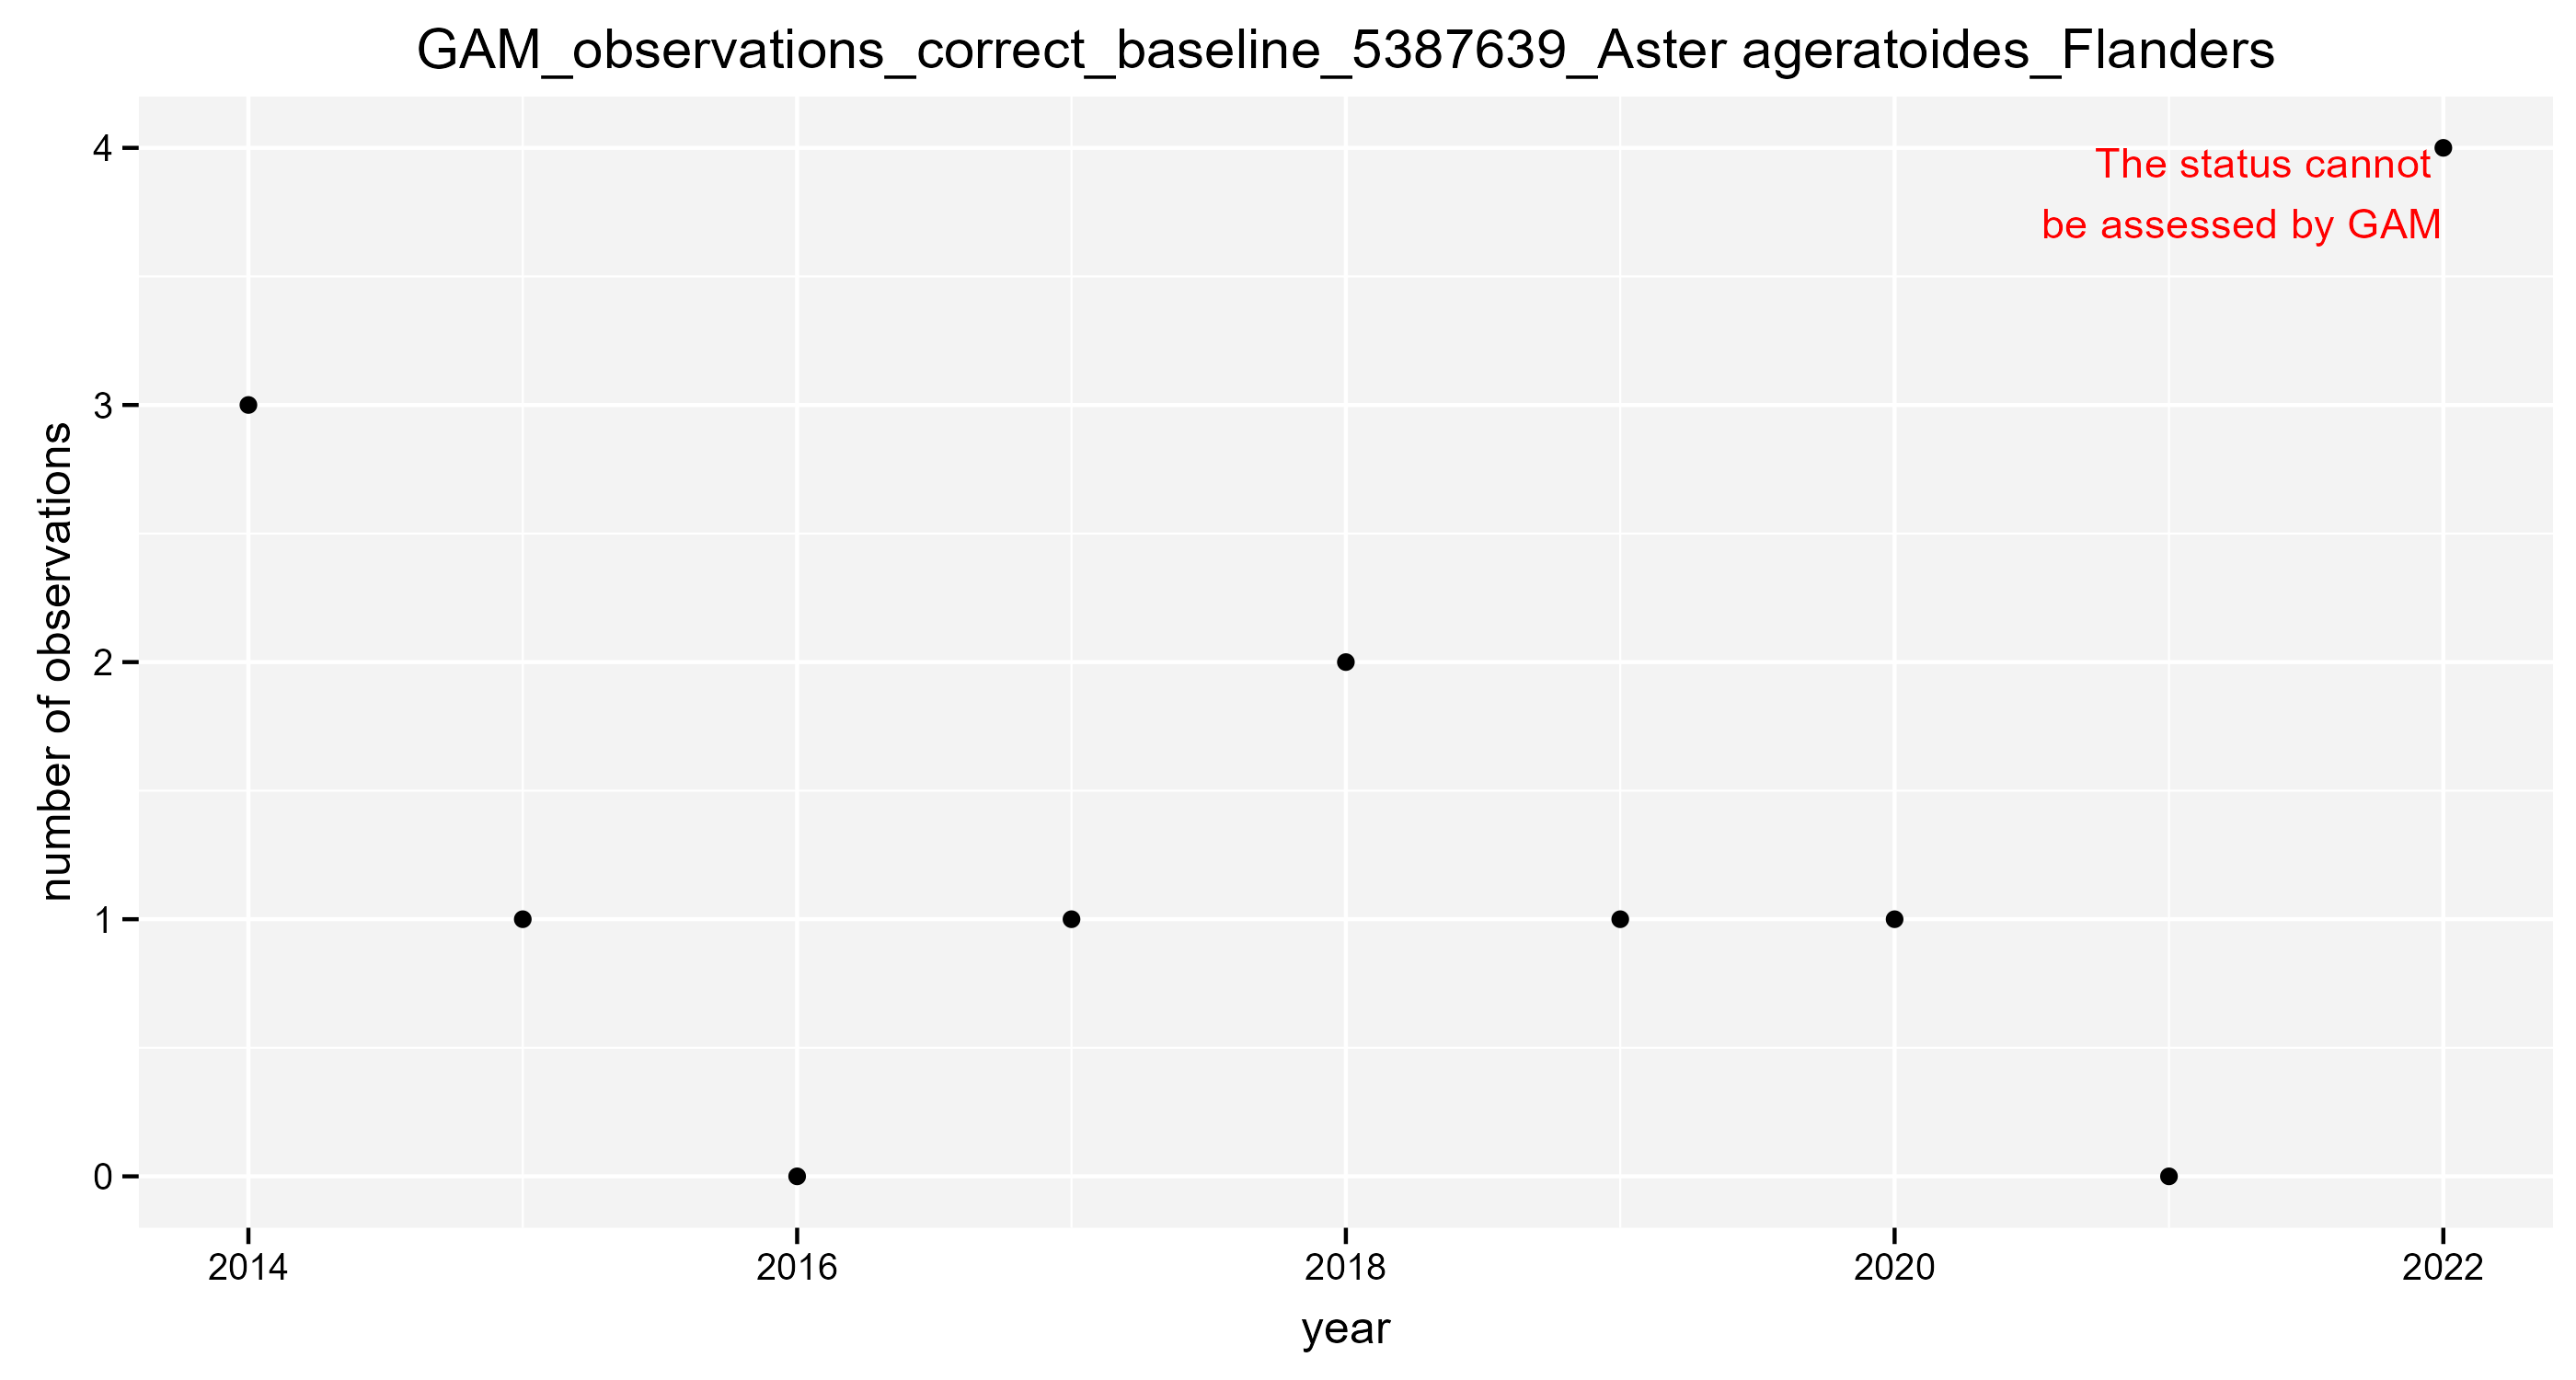 GAM_observations_correct_baseline_5387639_Aster ageratoides_Flanders
The status cannot
be assessed by GAM
number of observations
4
3
2
1
0
2014
2016
2018
2020
2022
year